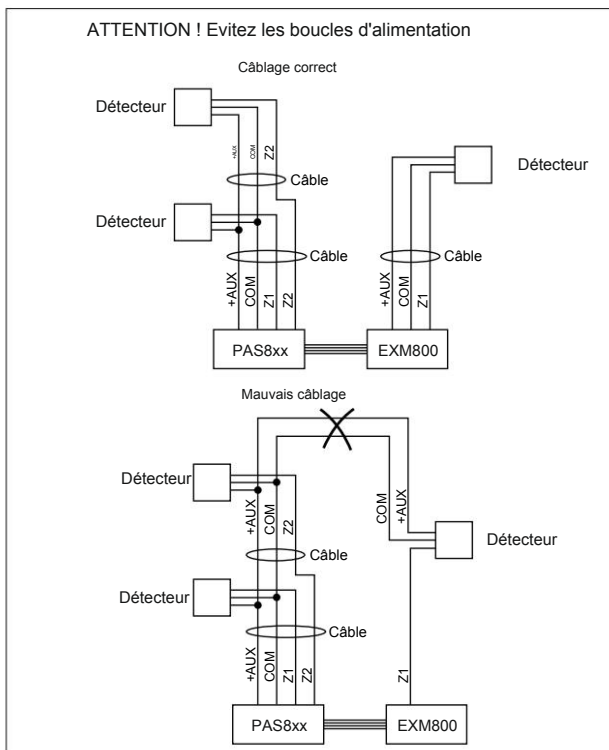 ATTENTION ! Evitez les boucles d'alimentation
Câblage correct
Détecteur
+AUX
COM
Z2
Câble
Détecteur
Détecteur
Câble
Câble
+AUX
COM
Z1
Z2
+AUX
COM
Z1
PAS8xx
EXM800
Mauvais câblage
Détecteur
+AUX
COM
Z2
COM
+AUX
Détecteur
Câble
Détecteur
Câble
+AUX
COM
Z1
Z2
Z1
PAS8xx
EXM800